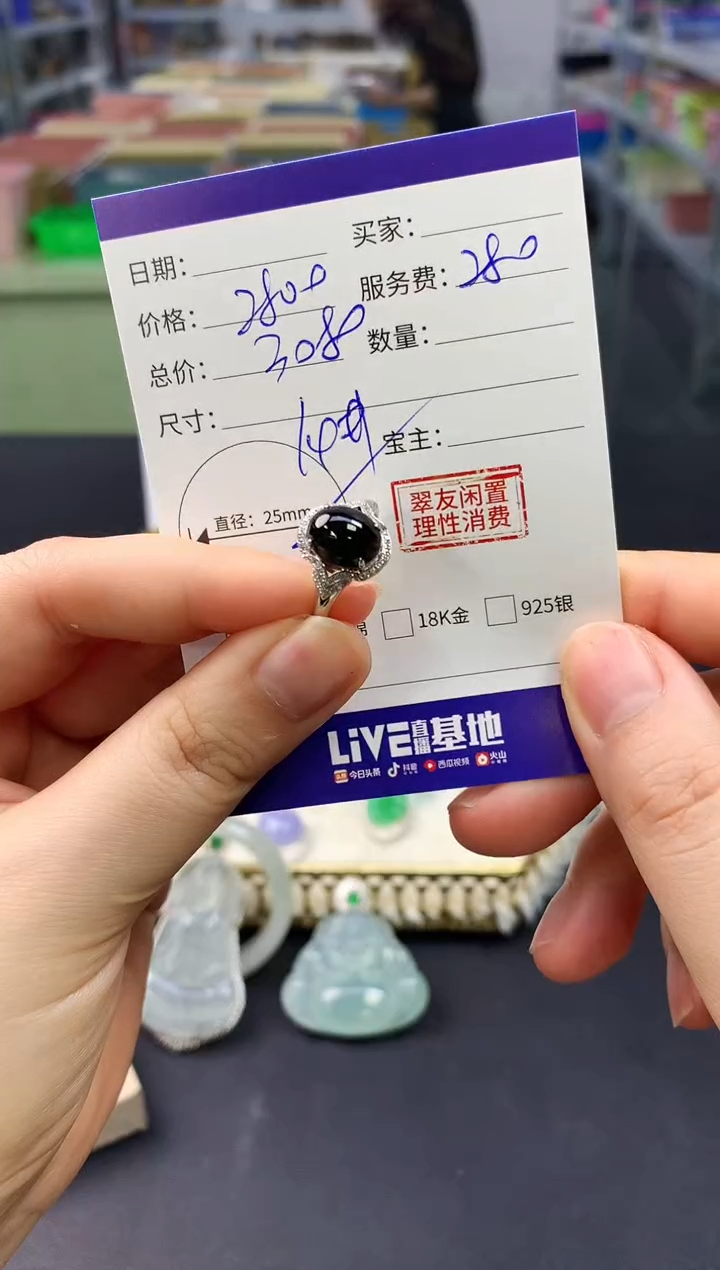 日期: 买家:
价格: 2800 服务费: 280
总价: 3080 数量:
尺寸: 14#
宝主:
直径: 25mm
翠友闲置
理性消费
18K金 925银
LiVE直播基地
今日头条 抖音 西瓜视频 火山